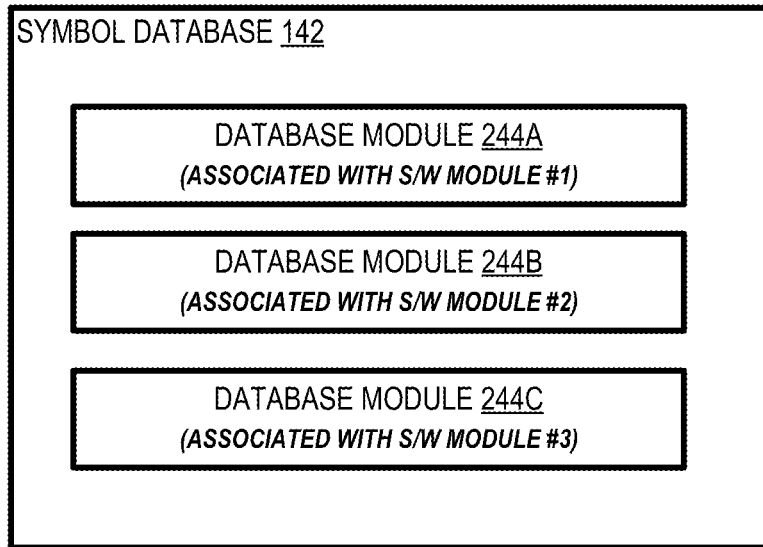 SYMBOL DATABASE 142
DATABASE MODULE 244A
(ASSOCIATED WITH S/W MODULE #1)
DATABASE MODULE 244B
(ASSOCIATED WITH S/W MODULE #2)
DATABASE MODULE 244C
(ASSOCIATED WITH S/W MODULE #3)